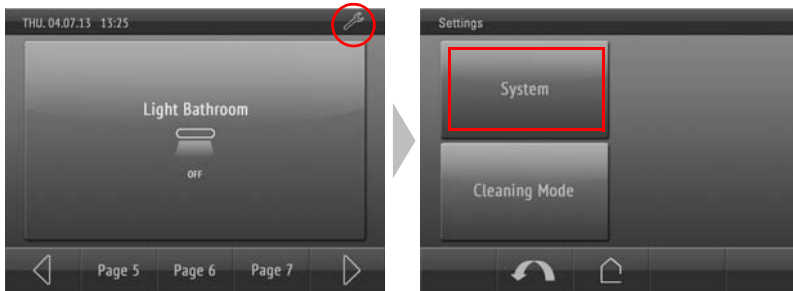 THU. 04.07.13 13:25
Light Bathroom
OFF
Page 5 Page 6 Page 7
Settings
System
Cleaning Mode